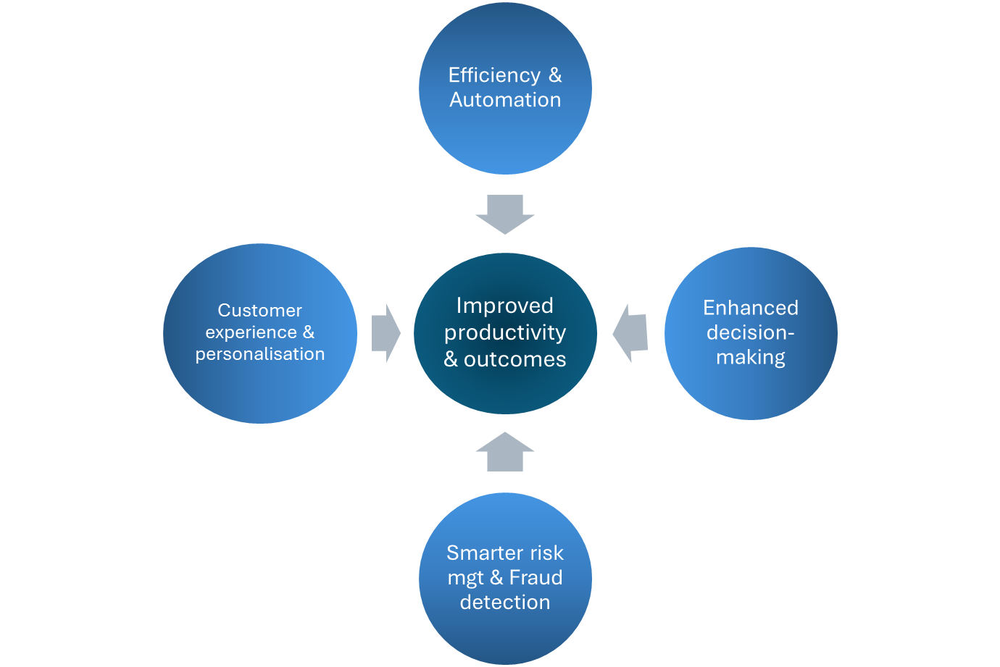 Efficiency &
Automation
Customer
experience &
personalisation
Improved
productivity
& outcomes
Enhanced
decision-
making
Smarter risk
mgt & Fraud
detection